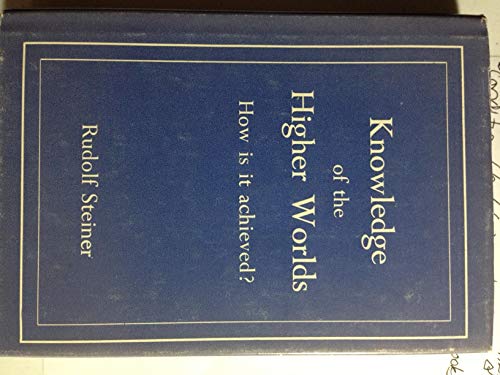 Knowledge
of the
Higher Worlds
How is it achieved?
Rudolf Steiner